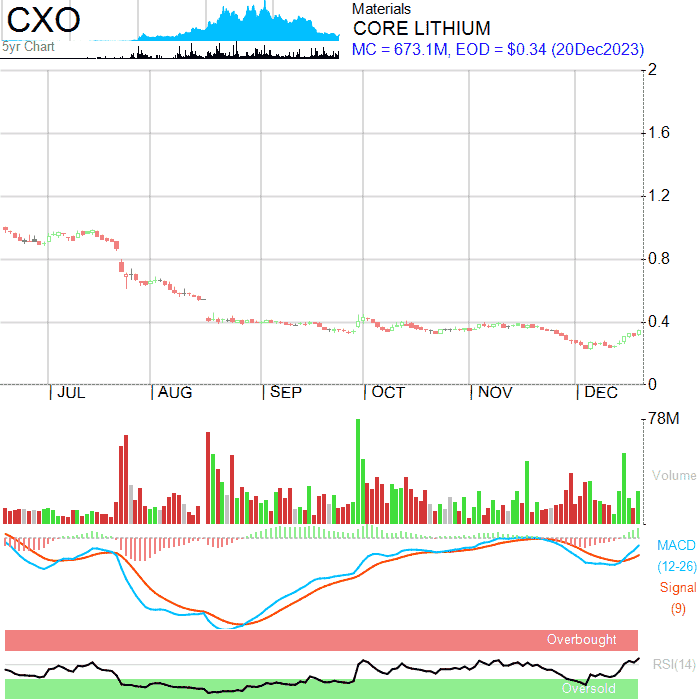 CXO
5yr Chart
Materials
CORE LITHIUM
MC = 673.1M, EOD = $0.34 (20Dec2023)
2
1.6
1.2
0.8
0.4
0
JUL AUG SEP OCT NOV DEC
78M
Volume
MACD
(12-26)
Signal
(9)
Overbought
RSI(14)
Oversold